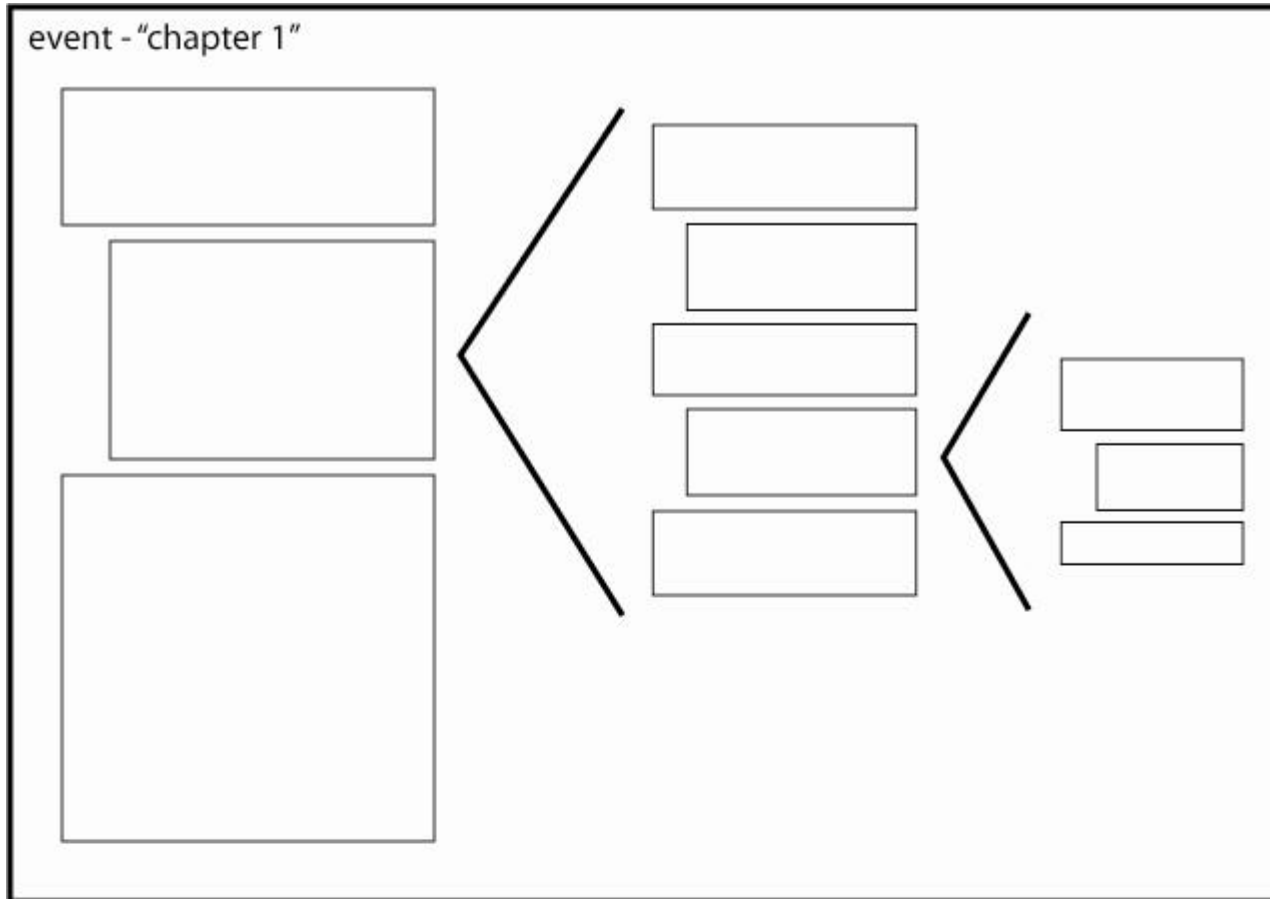 event - “chapter 1”